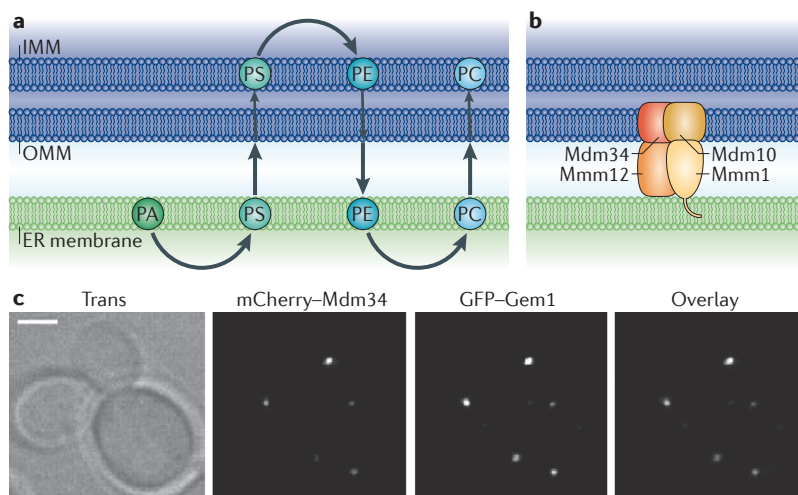 a
b
IMM
PS
PE
PC
OMM
Mdm34
Mdm10
Mmm12
Mmm1
PA
PS
PE
PC
ER membrane
c
Trans
mCherry–Mdm34
GFP–Gem1
Overlay